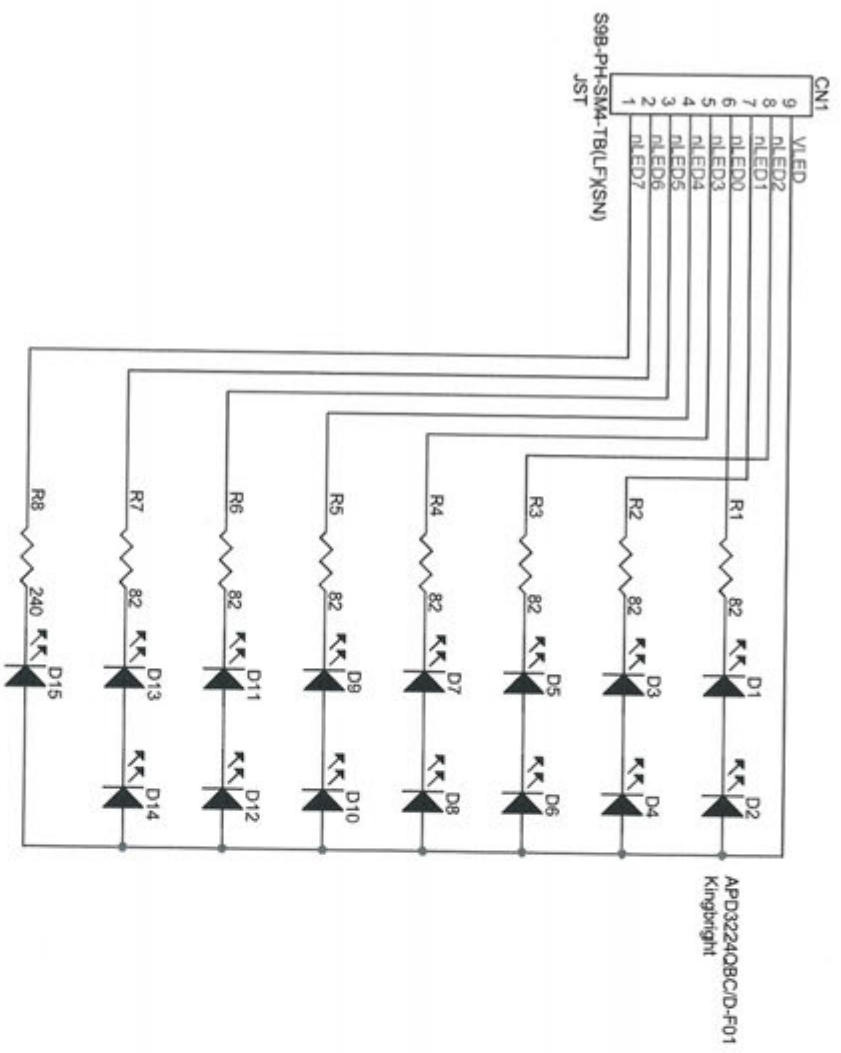 CN1
9
8
7
6
5
4
3
2
1
S9B-PH-SM4-TB(LF)(SN)
JST
VLED
nLED2
nLED1
nLED0
nLED3
nLED4
nLED5
nLED6
nLED7
R1
82
D1
D2
R2
82
D3
D4
R3
82
D5
D6
R4
82
D7
D8
R5
82
D9
D10
R6
82
D11
D12
R7
82
D13
D14
R8
240
D15
APD3224QBC/D-F01
Kingbright